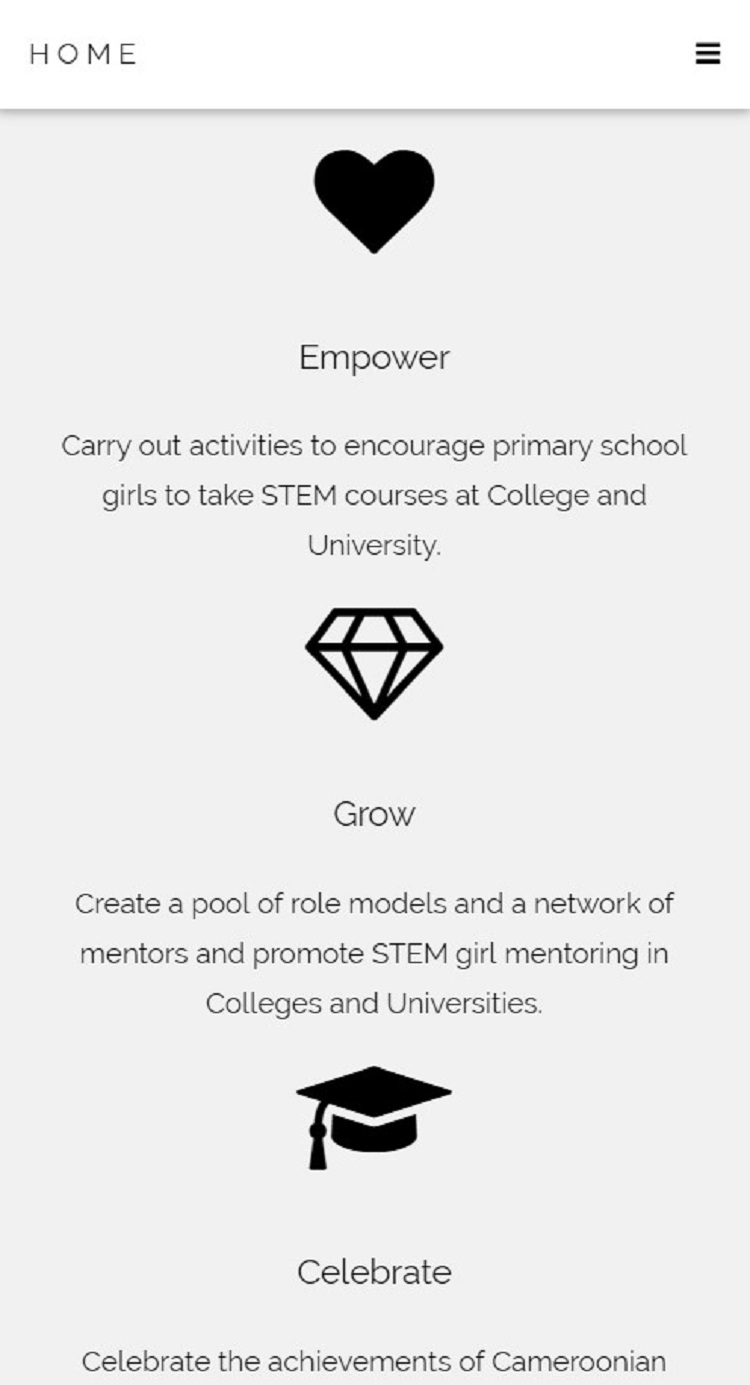 HOME
Empower
Carry out activities to encourage primary school
girls to take STEM courses at College and
University.
Grow
Create a pool of role models and a network of
mentors and promote STEM girl mentoring in
Colleges and Universities.
Celebrate
Celebrate the achievements of Cameroonian